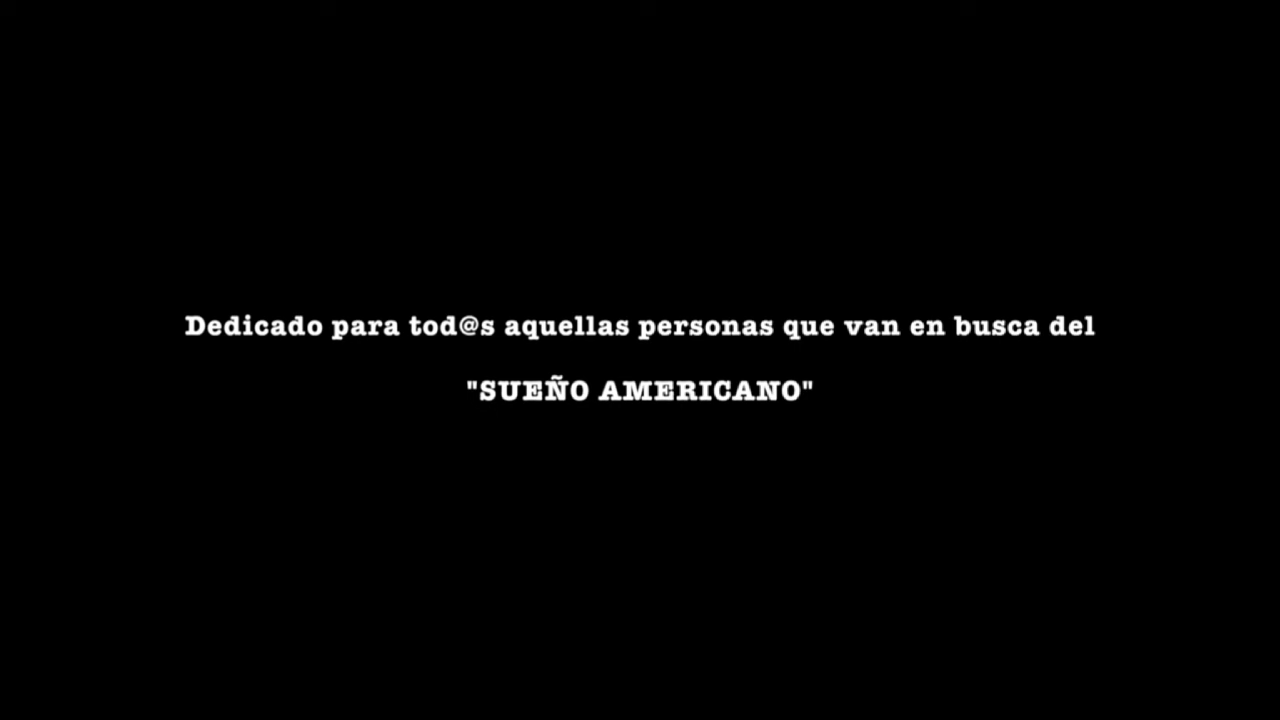 Dedicado para tod@s aquellas personas que van en busca del
"SUEÑO AMERICANO"